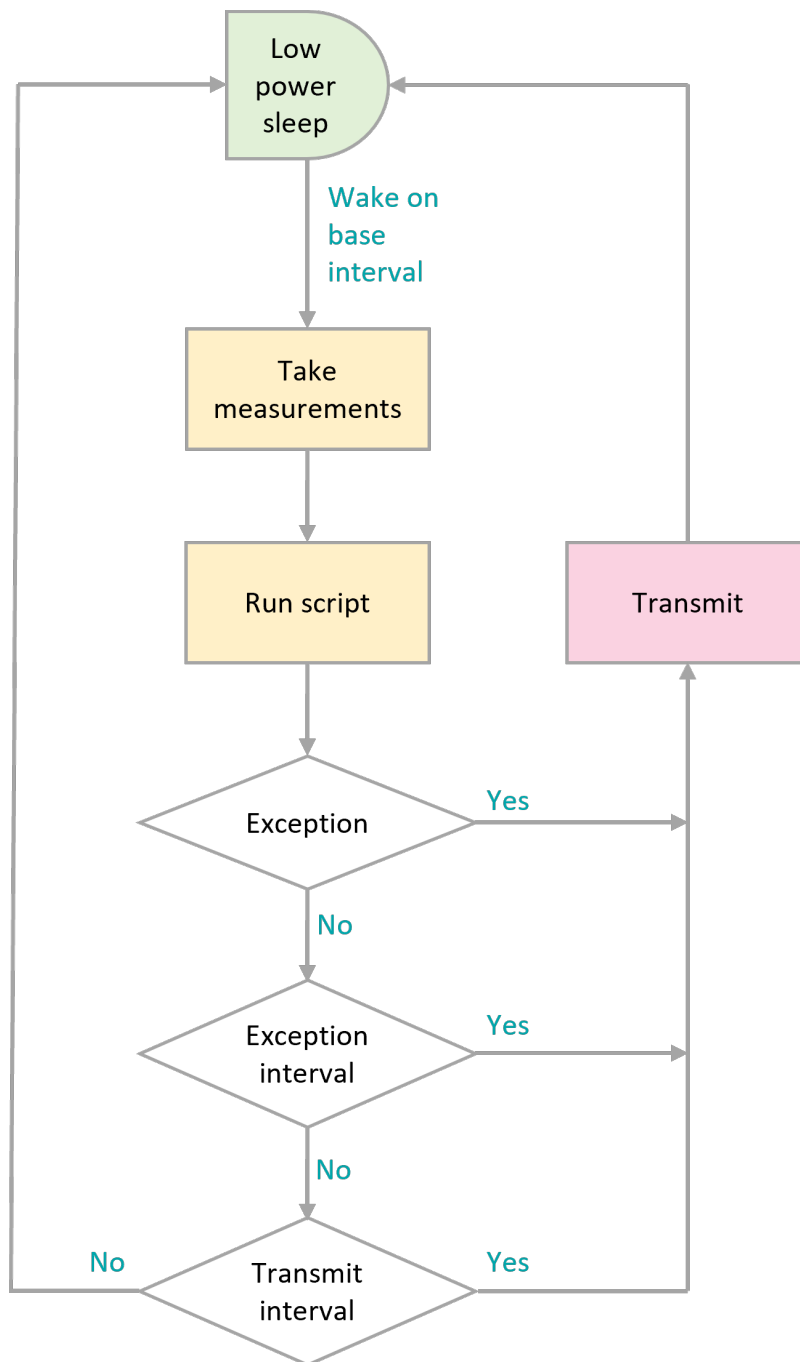 Low
power
sleep
Wake on
base
interval
Take
measurements
Run script
Transmit
Exception
Yes
No
Exception
interval
Yes
No
No
Transmit
interval
Yes